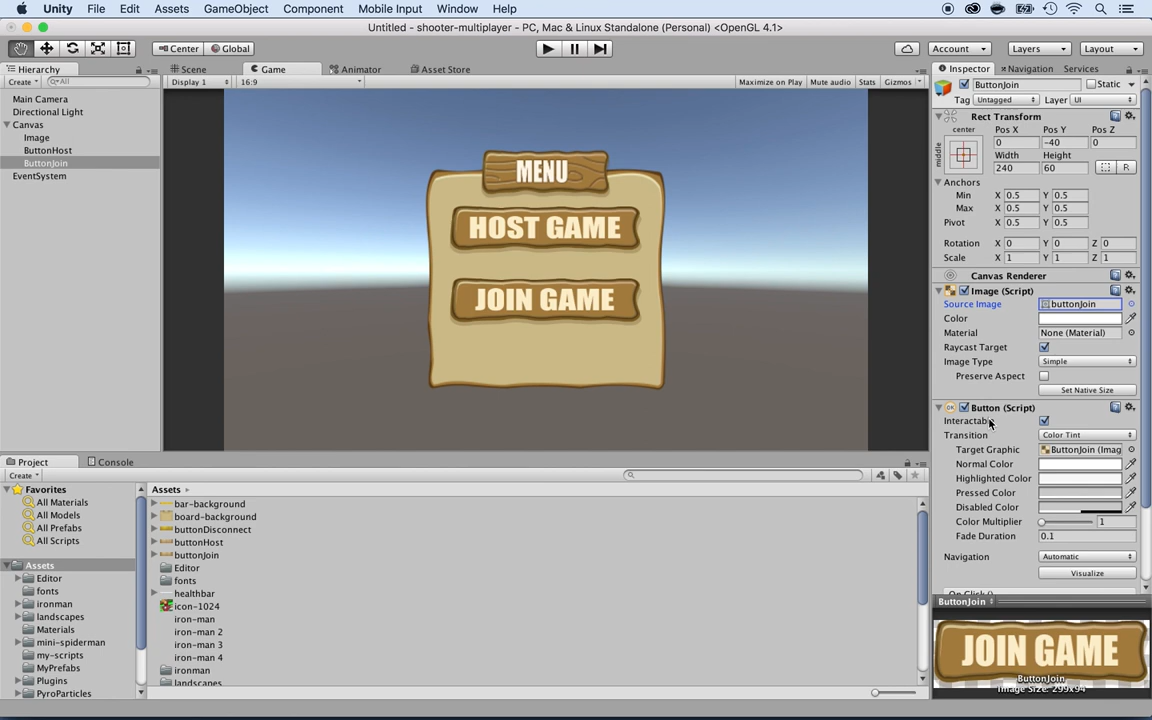 Unity File Edit Assets GameObject Component Mobile Input Window Help
Untitled - shooter-multiplayer - PC, Mac & Linux Standalone (Personal) <OpenGL 4.1>
Center Global Account Layers Layout
Hierarchy Scene Game Animator Asset Store Inspector Navigation Services
Create All Display 1 16:9 Maximize on Play Mute audio Stats Gizmos
ButtonJoin Static
Tag Untagged Layer UI
Main Camera
Directional Light
Canvas
Image
ButtonHost
ButtonJoin
EventSystem
MENU
HOST GAME
JOIN GAME
Rect Transform
center Pos X Pos Y Pos Z
middle 0 -40 0
Width Height
240 60 R
Anchors
Min X 0.5 Y 0.5
Max X 0.5 Y 0.5
Pivot X 0.5 Y 0.5
Rotation X 0 Y 0 Z 0
Scale X 1 Y 1 Z 1
Canvas Renderer
Image (Script)
Source Image buttonJoin
Color
Material None (Material)
Raycast Target
Image Type Simple
Preserve Aspect
Set Native Size
Button (Script)
Interactable
Transition Color Tint
Target Graphic ButtonJoin (Imag
Normal Color
Highlighted Color
Pressed Color
Disabled Color
Color Multiplier 1
Fade Duration 0.1
Navigation Automatic
Visualize
On Click ()
ButtonJoin
JOIN GAME
ButtonJoin
Image Size: 299x94
Project Console
Create
Favorites
All Materials
All Models
All Prefabs
All Scripts
Assets
Editor
fonts
ironman
landscapes
Materials
mini-spiderman
my-scripts
MyPrefabs
Plugins
PyroParticles
Assets
bar-background
board-background
buttonDisconnect
buttonHost
buttonJoin
Editor
fonts
healthbar
icon-1024
iron-man
iron-man 2
iron-man 3
iron-man 4
ironman
landscapes